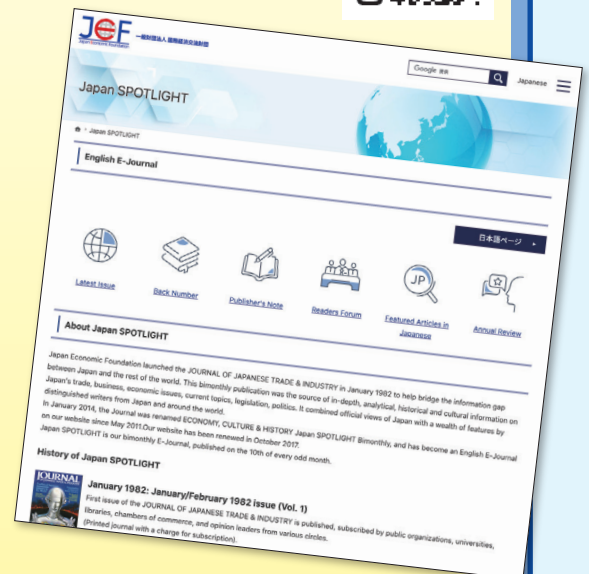 JEF
Japan Economic Foundation
一般財団法人 国際経済交流財団
Google 検索
Japanese
Japan SPOTLIGHT
Japan SPOTLIGHT
English E-Journal
日本語ページ
Latest Issue
Back Number
Publisher's Note
Readers Forum
JP
Featured Articles in
Japanese
Annual Review
About Japan SPOTLIGHT
Japan Economic Foundation launched the JOURNAL OF JAPANESE TRADE & INDUSTRY in January 1982 to help bridge the information gap
between Japan and the rest of the world. This bimonthly publication was the source of in-depth, analytical, historical and cultural information on
Japan's trade, business, economic issues, current topics, legislation, politics. It combined official views of Japan with a wealth of features by
distinguished writers from Japan and around the world.
In January 2014, the Journal was renamed ECONOMY, CULTURE & HISTORY Japan SPOTLIGHT Bimonthly, and has become an English E-Journal
on our website since May 2011.Our website has been renewed in October 2017.
Japan SPOTLIGHT is our bimonthly E-Journal, published on the 10th of every odd month.
History of Japan SPOTLIGHT
JOURNAL
January 1982: January/February 1982 issue (Vol. 1)
First issue of the JOURNAL OF JAPANESE TRADE & INDUSTRY is published, subscribed by public organizations, universities,
libraries, chambers of commerce, and opinion leaders from various circles.
(Printed journal with a charge for subscription).